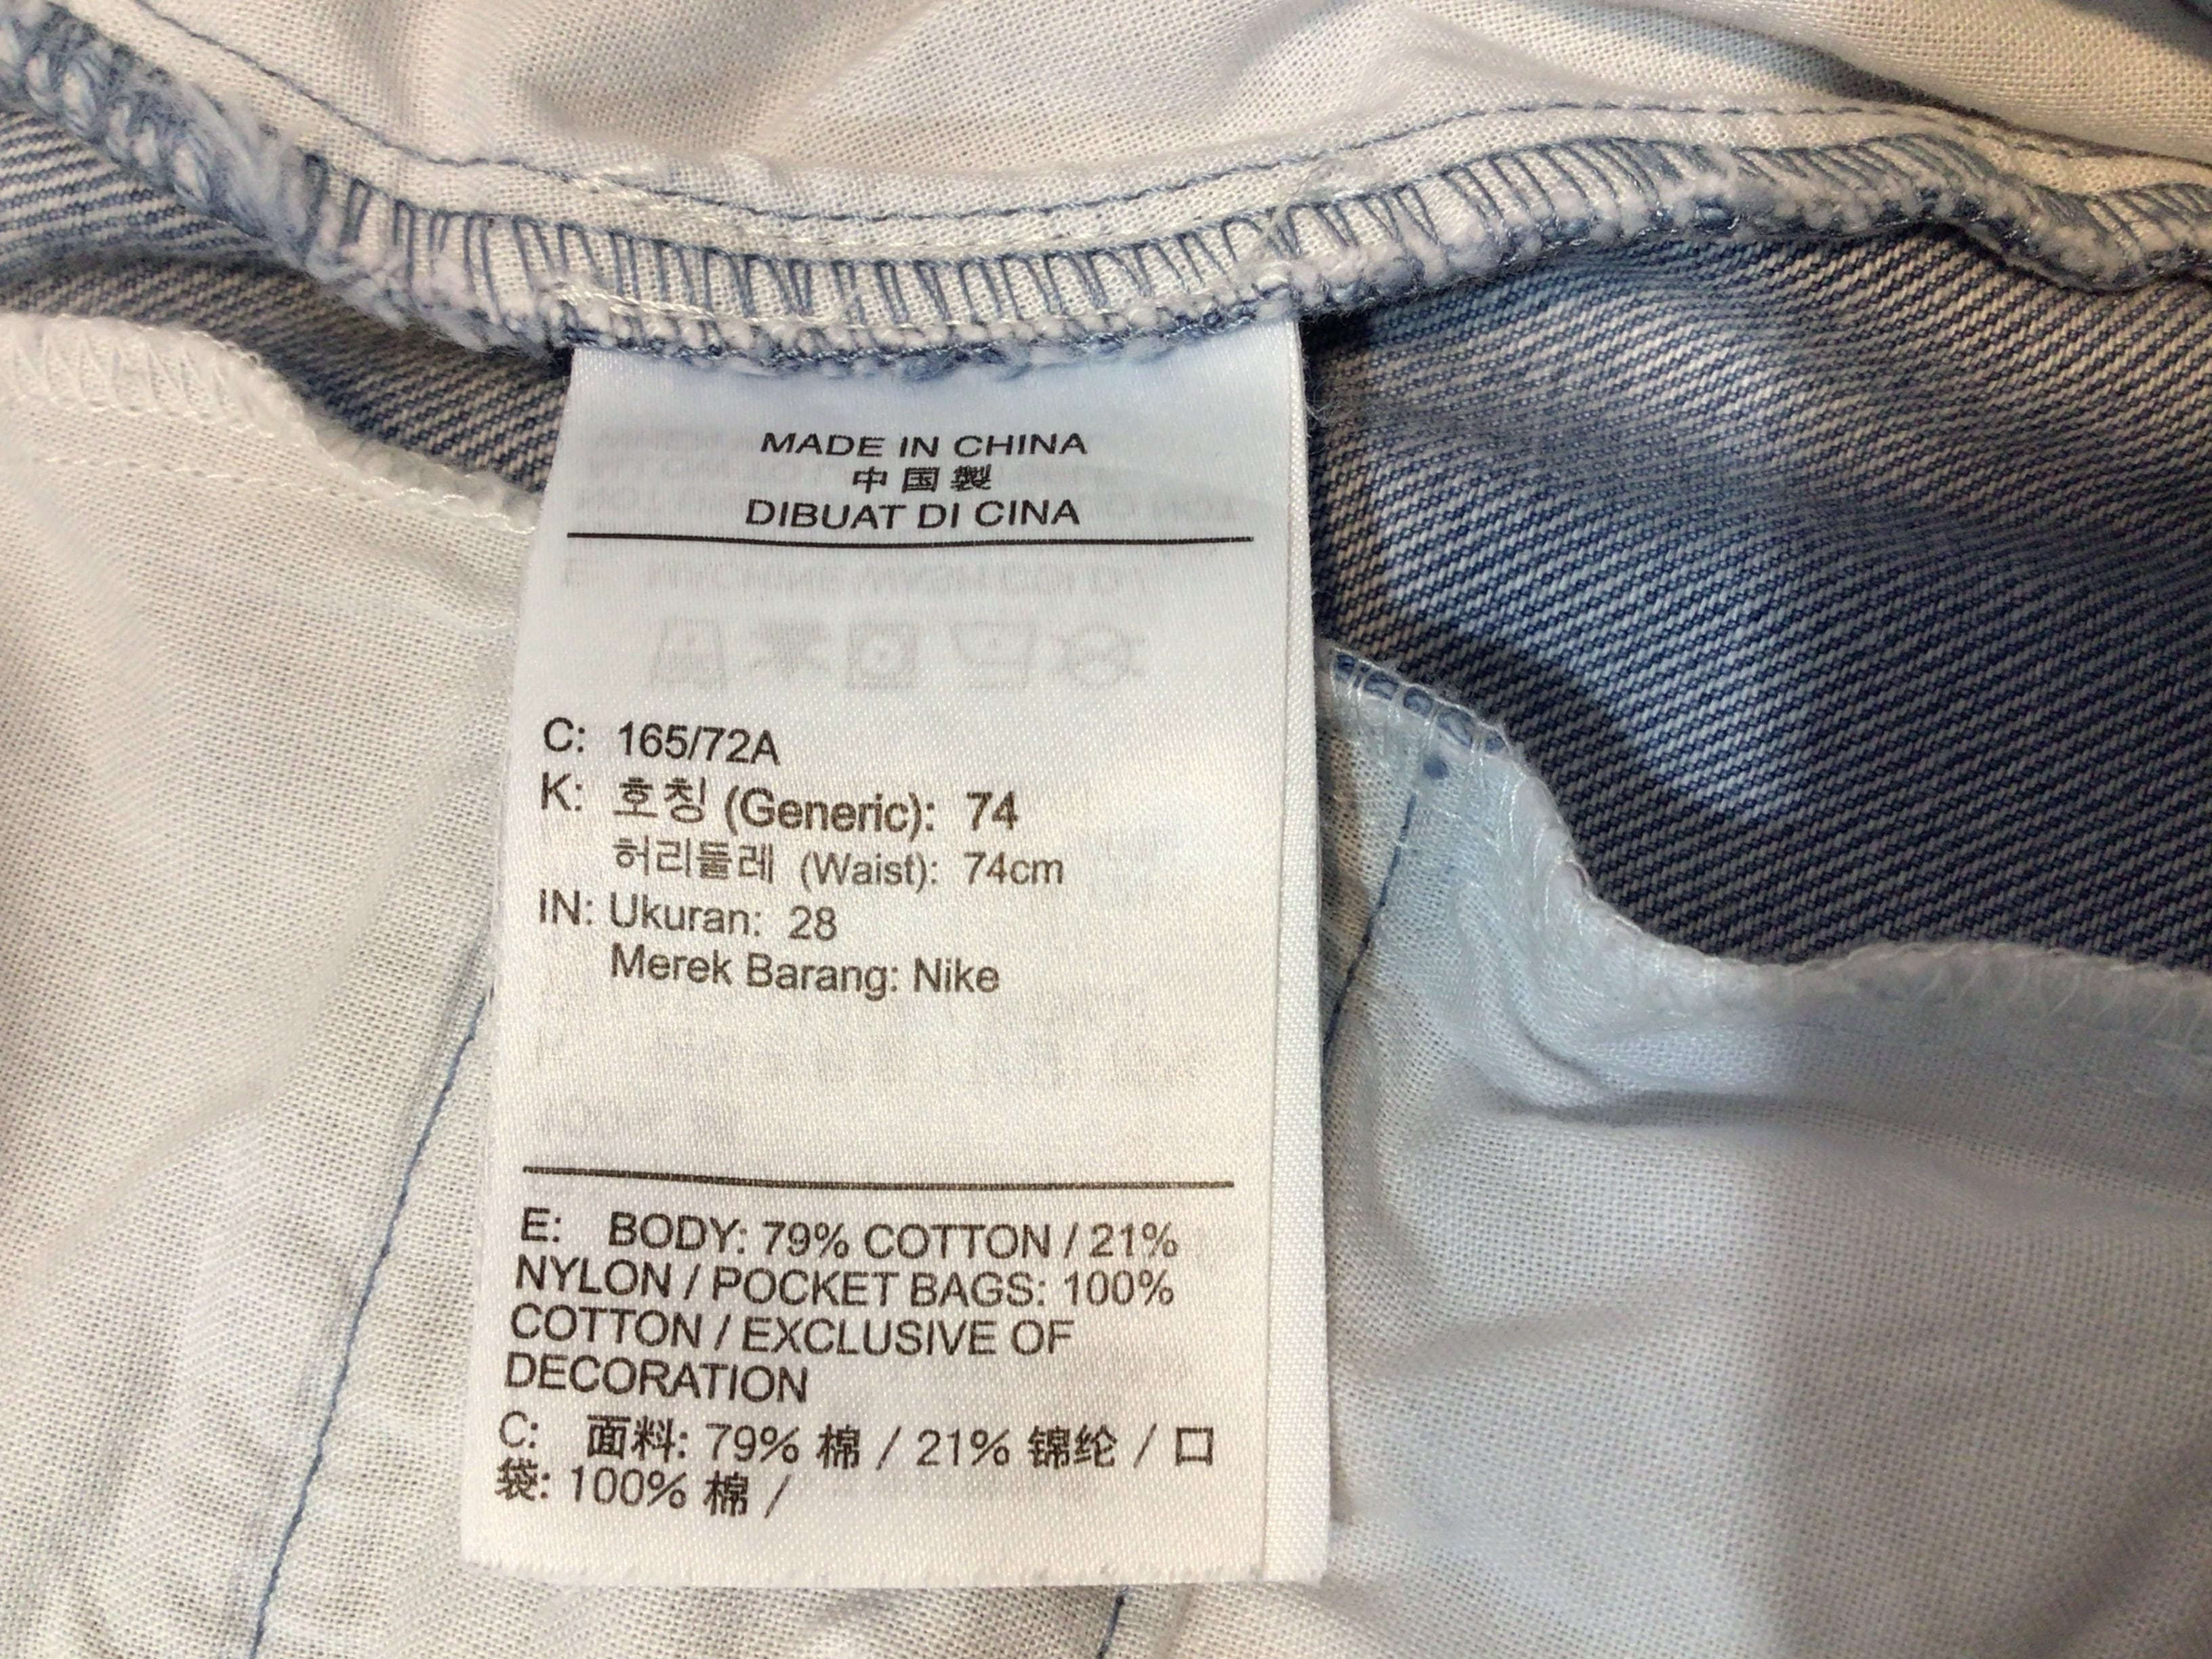 MADE IN CHINA
中国製
DIBUAT DI CINA
C: 165/72A
K: 호칭 (Generic): 74
허리둘레 (Waist): 74cm
IN: Ukuran: 28
Merek Barang: Nike
E: BODY: 79% COTTON / 21%
NYLON / POCKET BAGS: 100%
COTTON / EXCLUSIVE OF
DECORATION
C: 面料: 79% 棉 / 21% 锦纶 / 口
袋: 100% 棉 /